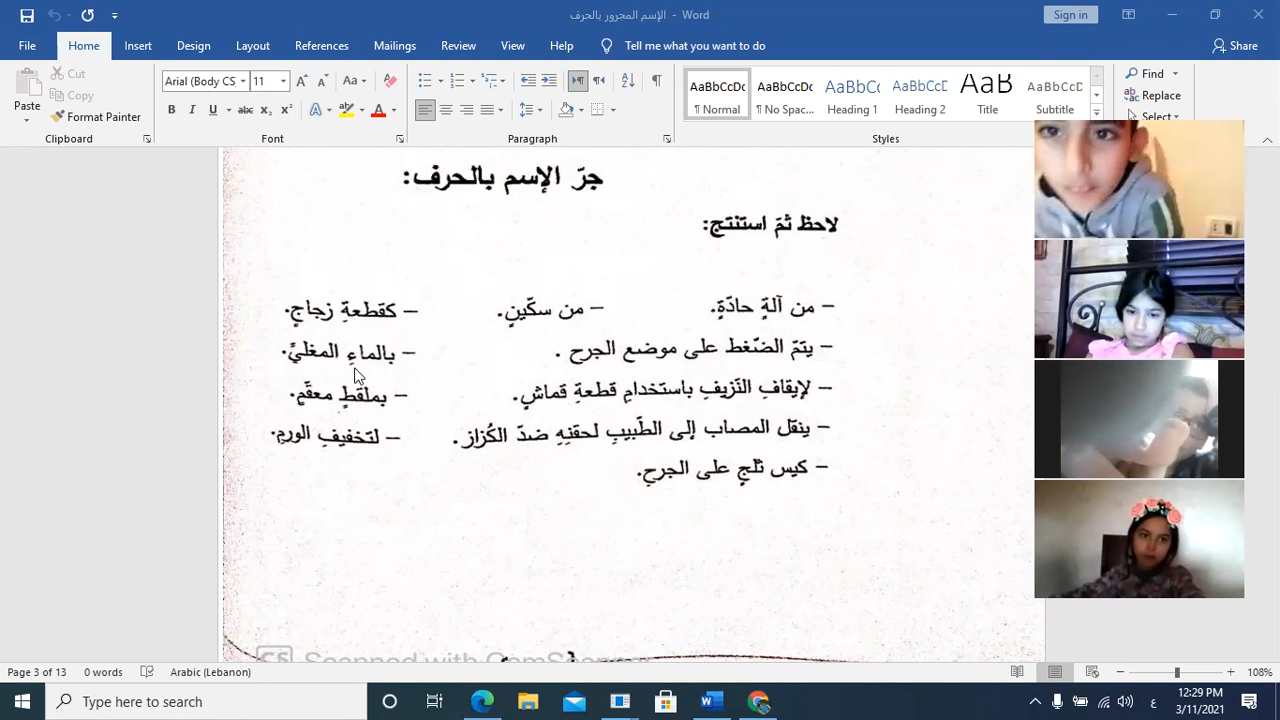 الإسم المجرور بالحرف - Word
Sign in
File Home Insert Design Layout References Mailings Review View Help Tell me what you want to do Share
Paste Cut Copy Format Painter
Clipboard
Arial (Body CS 11
Font
Paragraph
AaBbCcDc AaBbCcDc AaBbC AaBbCcC AaB AaBbCcDc
¶ Normal ¶ No Spac... Heading 1 Heading 2 Title Subtitle
Styles
Find
Replace
Select
جرّ الإسم بالحرف:
لاحظ ثمّ استنتج:
– من آلةٍ حادّةٍ. – من سكّينٍ. – كقطعةِ زجاجٍ.
– يتمّ الضّغط على موضع الجرح . – بالماءِ المغليِّ.
– لإيقافِ النّزيفِ باستخدامِ قطعةِ قماشٍ. – بملقطٍ معقّمٍ.
– ينقل المصاب إلى الطّبيبِ لحقنِهِ ضدّ الكُزاز. – لتخفيفِ الورمِ.
– كيس ثلجٍ على الجرحِ.
Scanned with CamScanner
Page 3 of 13 0 words Arabic (Lebanon) 108%
Type here to search
ع 12:29 PM
3/11/2021